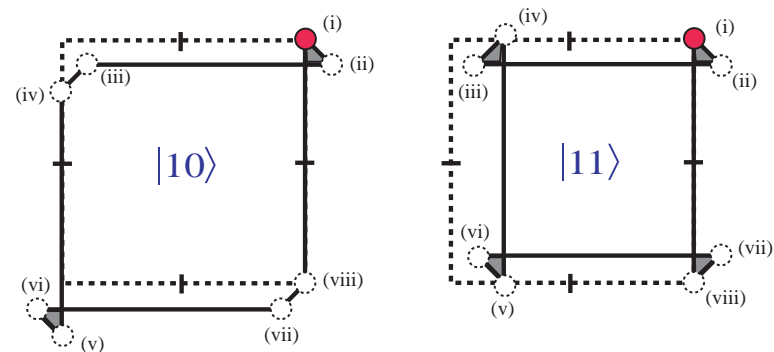 (i)
(ii)
(iii)
(iv)
|10⟩
(vi)
(v)
(vii)
(viii)
(iv)
(i)
(iii)
(ii)
|11⟩
(vi)
(vii)
(v)
(viii)